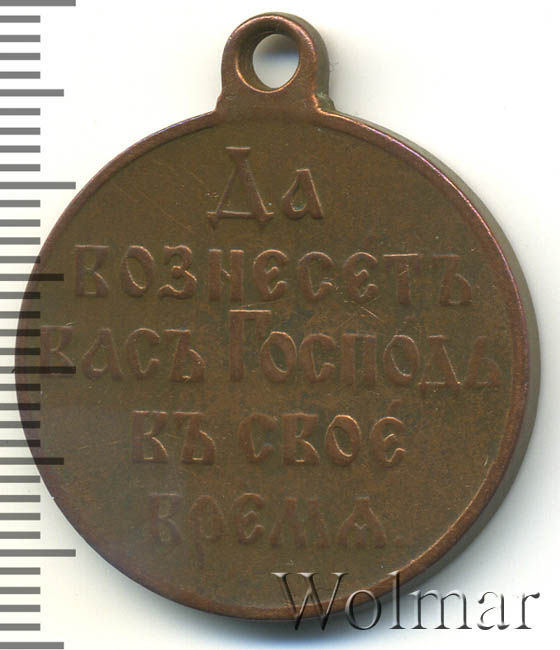 Да
вознесетъ
васъ Господь
въ свое
время.
Wolmar